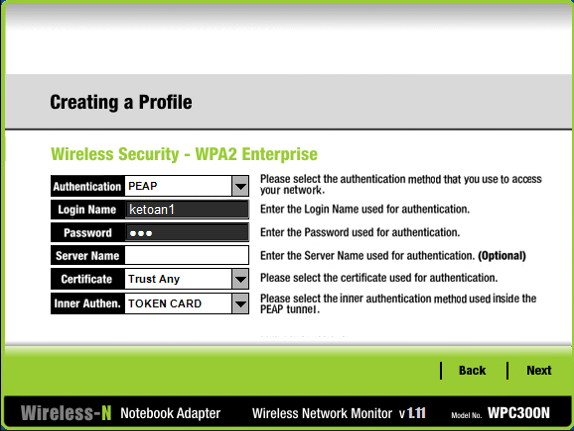 Creating a Profile
Wireless Security - WPA2 Enterprise
Authentication PEAP Please select the authentication method that you use to access
your network.
Login Name ketoan1 Enter the Login Name used for authentication.
Password ●●● Enter the Password used for authentication.
Server Name Enter the Server Name used for authentication. (Optional)
Certificate Trust Any Please select the certificate used for authentication.
Inner Authen. TOKEN CARD Please select the inner authentication method used inside the
PEAP tunnel.
Back Next
Wireless-N Notebook Adapter Wireless Network Monitor v 1.11 Model No. WPC300N